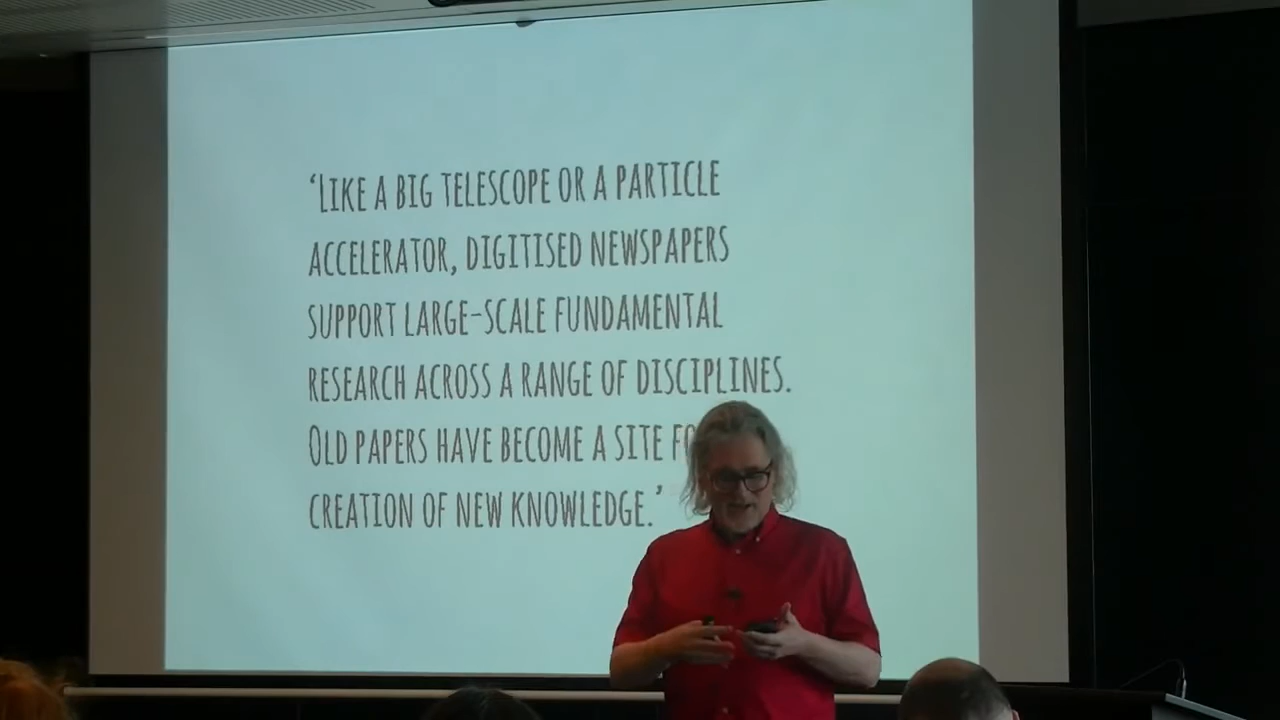 ‘Like a big telescope or a particle
accelerator, digitised newspapers
support large-scale fundamental
research across a range of disciplines.
Old papers have become a site
creation of new knowledge.’